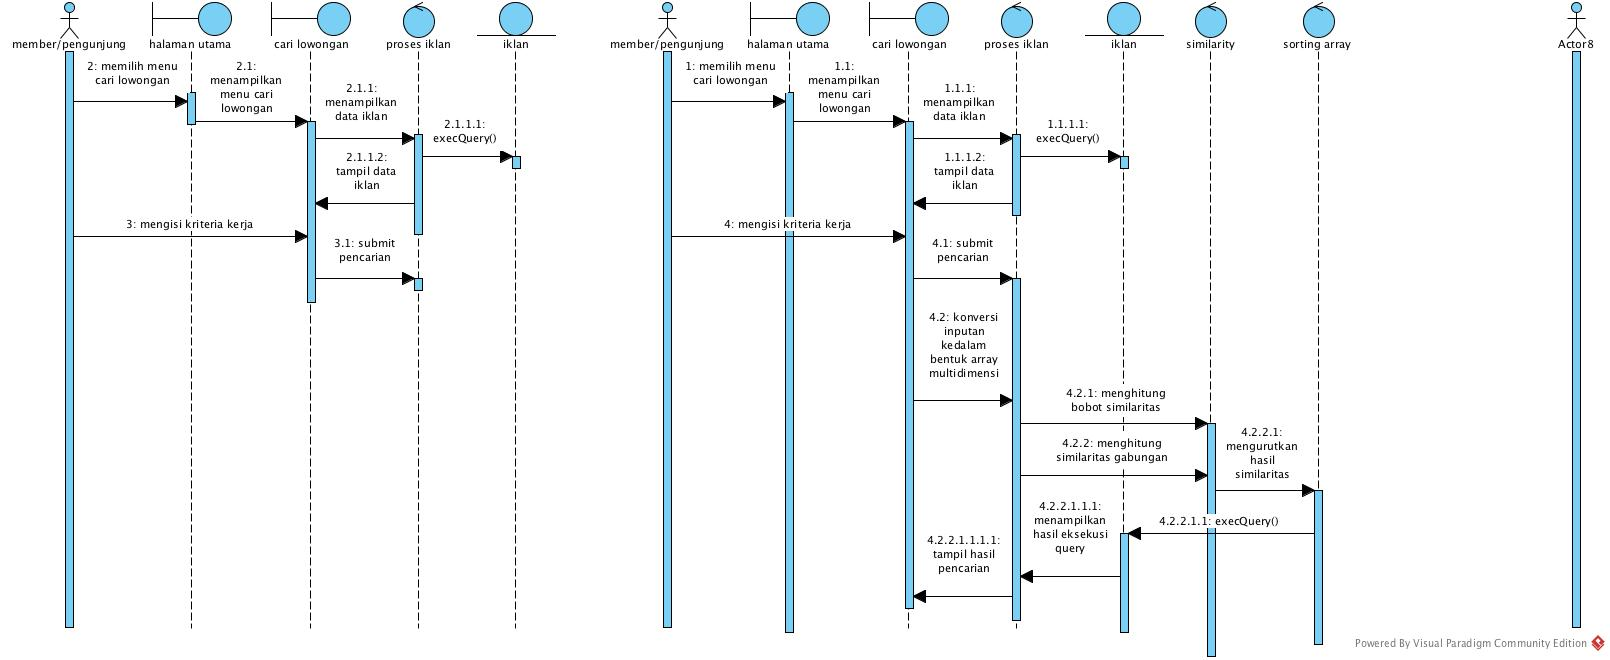 member/pengunjung
halaman utama
cari lowongan
proses iklan
iklan
2: memilih menu
cari lowongan
2.1:
menampilkan
menu cari
lowongan
2.1.1:
menampilkan
data iklan
2.1.1.1:
execQuery()
2.1.1.2:
tampil data
iklan
3: mengisi kriteria kerja
3.1: submit
pencarian
member/pengunjung
halaman utama
cari lowongan
proses iklan
iklan
similarity
sorting array
1: memilih menu
cari lowongan
1.1:
menampilkan
menu cari
lowongan
1.1.1:
menampilkan
data iklan
1.1.1.1:
execQuery()
1.1.1.2:
tampil data
iklan
4: mengisi kriteria kerja
4.1: submit
pencarian
4.2: konversi
inputan
kedalam
bentuk array
multidimensi
4.2.1: menghitung
bobot similaritas
4.2.2: menghitung
similaritas gabungan
4.2.2.1:
mengurutkan
hasil
similaritas
4.2.2.1.1: execQuery()
4.2.2.1.1.1:
menampilkan
hasil eksekusi
query
4.2.2.1.1.1.1:
tampil hasil
pencarian
Actor8
Powered By Visual Paradigm Community Edition